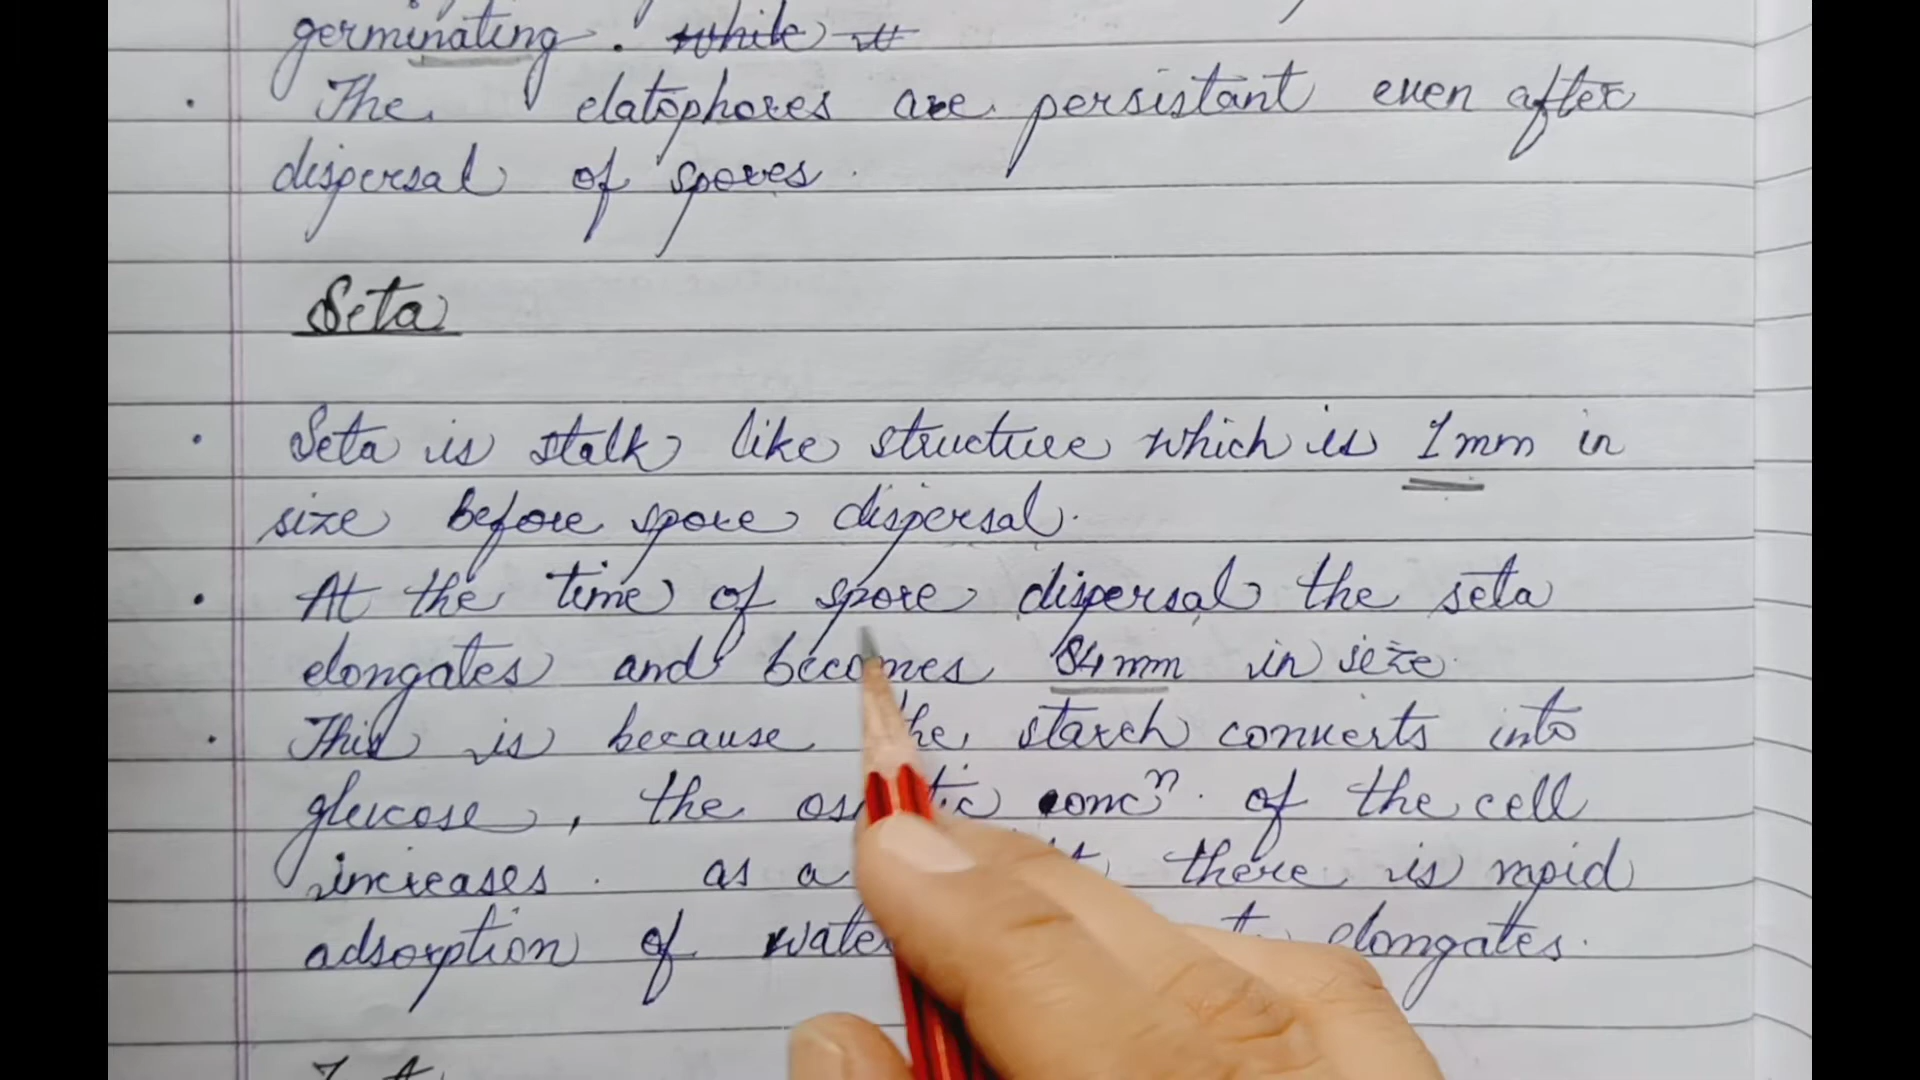 germinating. while it
. The elatophores are persistant even after
dispersal of spores.
Seta
. Seta is stalk like structure which is 1mm in
size before spore dispersal.
. At the time of spore dispersal the seta
elongates and becomes 84mm in size.
. This is because the starch converts into
glucose, the concⁿ. of the cell
increases. as a there is rapid
adsorption of water elongates.